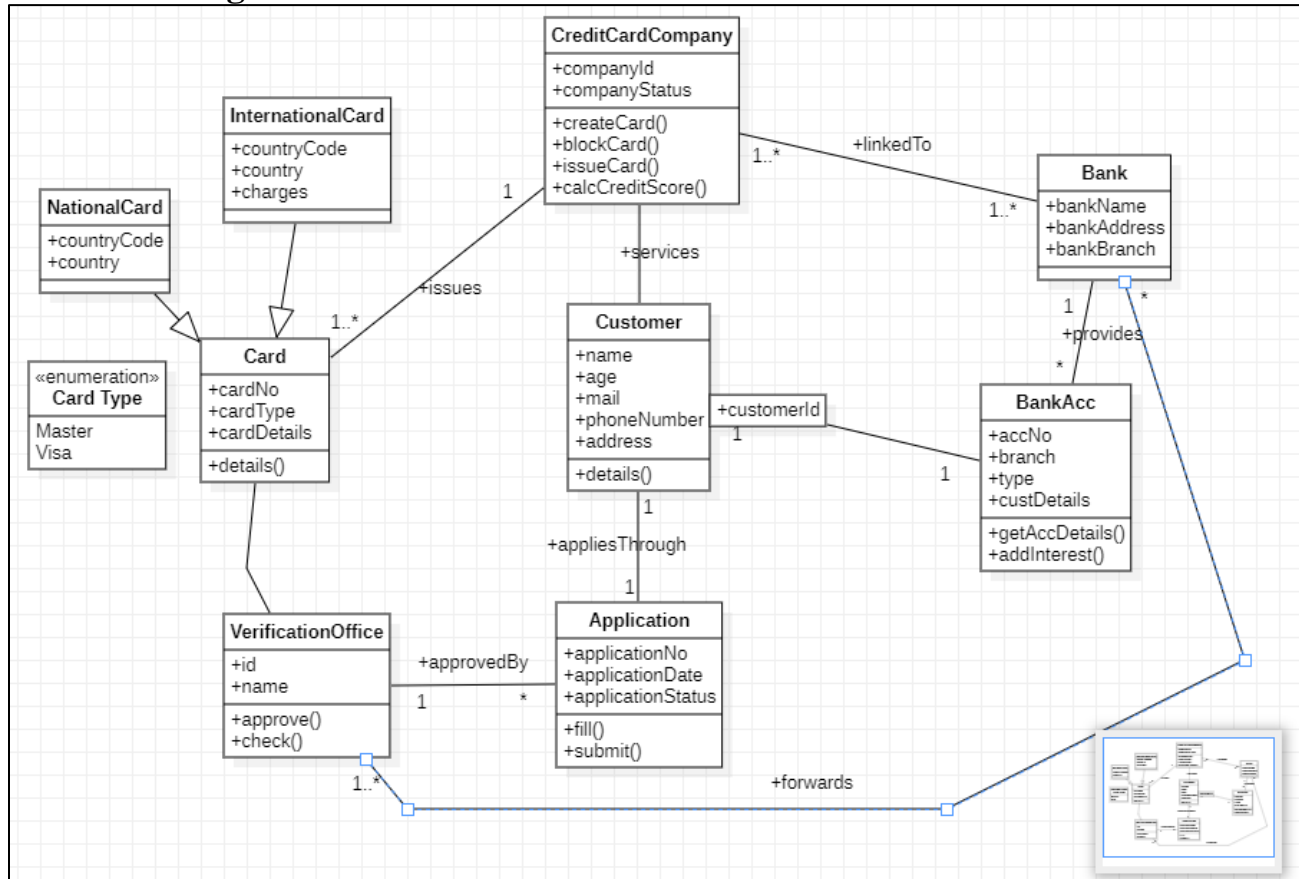 CreditCardCompany
+companyId
+companyStatus
+createCard()
+blockCard()
+issueCard()
+calcCreditScore()
InternationalCard
+countryCode
+country
+charges
NationalCard
+countryCode
+country
1
+issues
1..*
1..*
+linkedTo
1..*
Bank
+bankName
+bankAddress
+bankBranch
+services
Card
+cardNo
+cardType
+cardDetails
+details()
«enumeration»
Card Type
Master
Visa
Customer
+name
+age
+mail
+phoneNumber
+address
+details()
+customerId
1
1
1
*
+provides
*
BankAcc
+accNo
+branch
+type
+custDetails
+getAccDetails()
+addInterest()
1
+appliesThrough
1
VerificationOffice
+id
+name
+approve()
+check()
+approvedBy
1
*
Application
+applicationNo
+applicationDate
+applicationStatus
+fill()
+submit()
1..*
+forwards